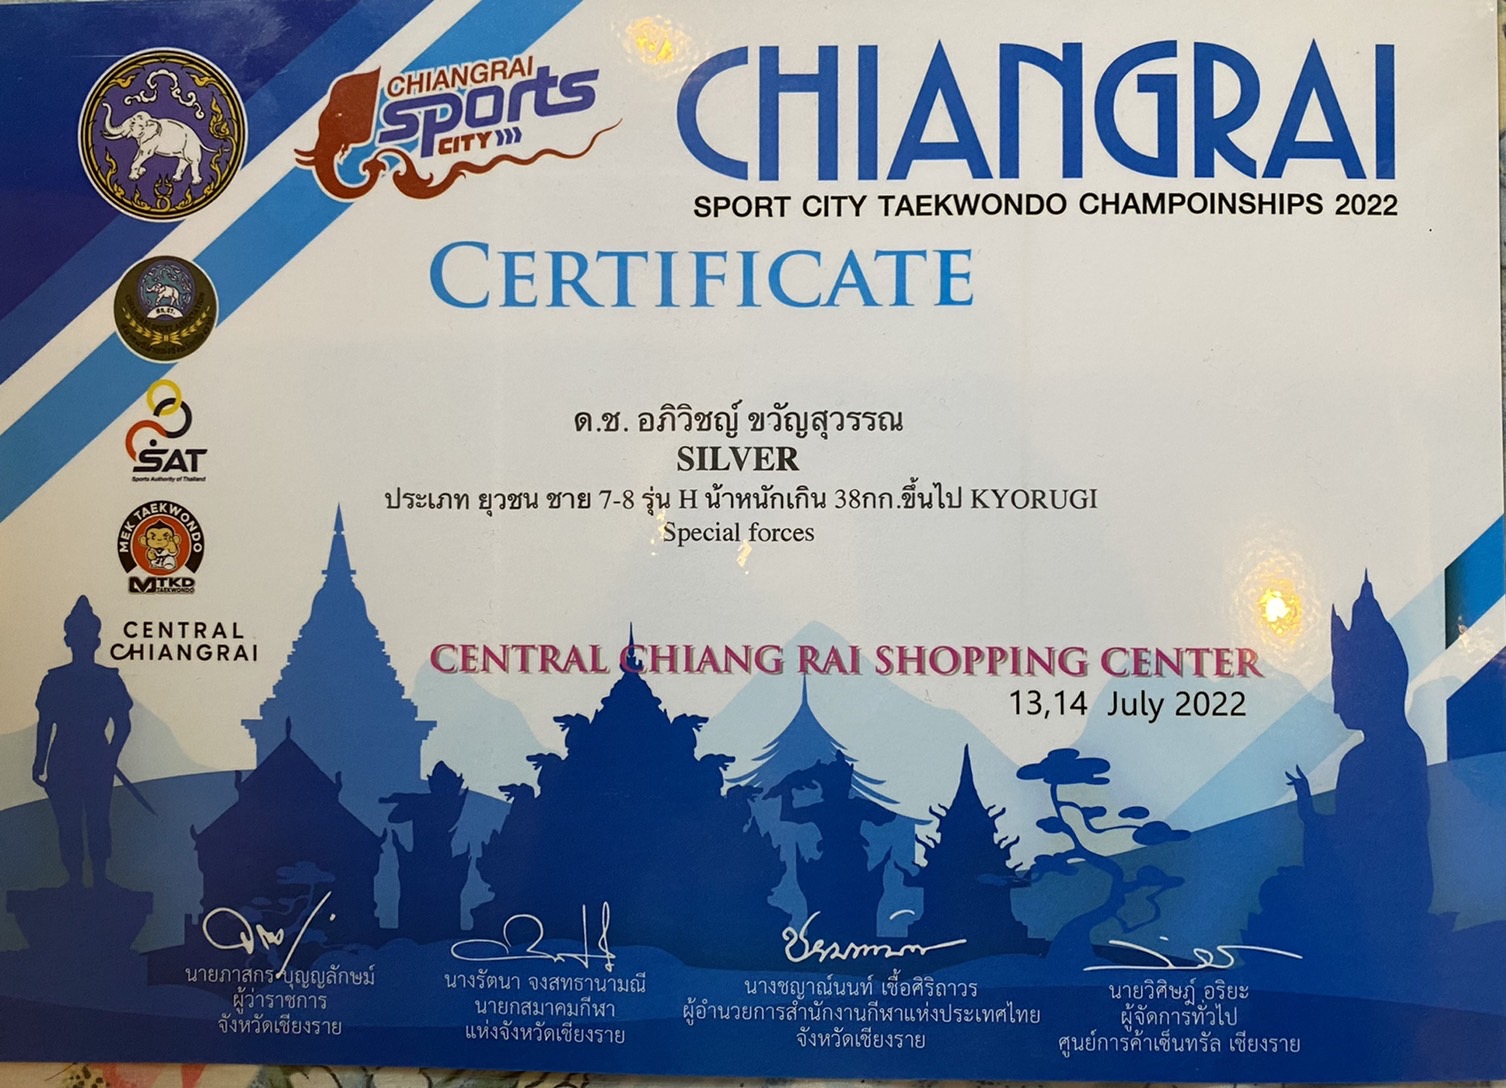 CHIANGRAI
sports
CITY
CHIANGRAI
SPORT CITY TAEKWONDO CHAMPOINSHIPS 2022
CERTIFICATE
ด.ช. อภิวิชญ์ ขวัญสุวรรณ
SILVER
ประเภท ยุวชน ชาย 7-8 รุ่น H น้ำหนักเกิน 38กก.ขึ้นไป KYORUGI
Special forces
SAT
Sports Authority of Thailand
MEK TAEKWONDO
MTKD
TAEKWONDO
CENTRAL
CHIANGRAI
CENTRAL CHIANG RAI SHOPPING CENTER
13,14 July 2022
นายภาสกร บุญญลักษม์
ผู้ว่าราชการ
จังหวัดเชียงราย
นางรัตนา จงสุทธานามณี
นายกสมาคมกีฬา
แห่งจังหวัดเชียงราย
นางชญาณ์นนท์ เชื้อศิริถาวร
ผู้อำนวยการสำนักงานกีฬาแห่งประเทศไทย
จังหวัดเชียงราย
นายวิศิษฎ์ อริยะ
ผู้จัดการทั่วไป
ศูนย์การค้าเซ็นทรัล เชียงราย